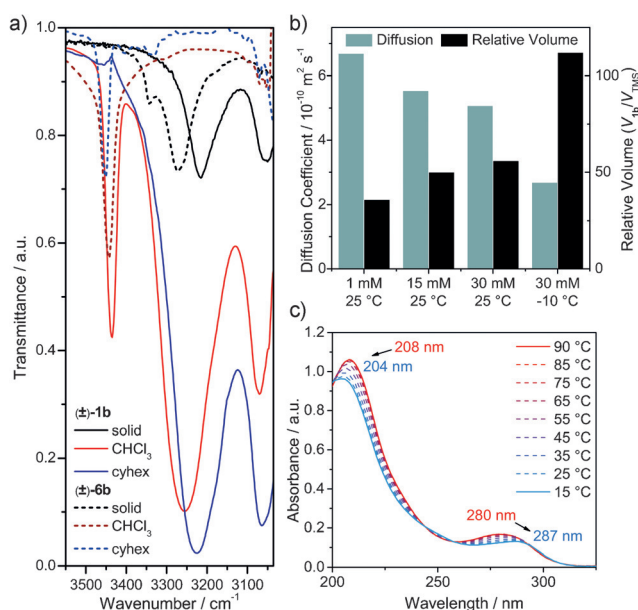 a)
1.0
0.8
0.6
0.4
0.2
0.0
Transmittance / a.u.
(±)-1b
solid
CHCl3
cyhex
(±)-6b
solid
CHCl3
cyhex
3500 3400 3300 3200 3100
Wavenumber / cm-1
b)
Diffusion Relative Volume
7
6
5
4
3
2
1
0
Diffusion Coefficient / 10-10 m2 s-1
100
50
0
Relative Volume (V1b/VTMS)
1 mM 15 mM 30 mM 30 mM
25 °C 25 °C 25 °C -10 °C
c)
1.2
1.0
0.8
0.6
0.4
0.2
0.0
Absorbance / a.u.
208 nm
204 nm
280 nm
287 nm
90 °C
85 °C
75 °C
65 °C
55 °C
45 °C
35 °C
25 °C
15 °C
200 250 300
Wavelength / nm